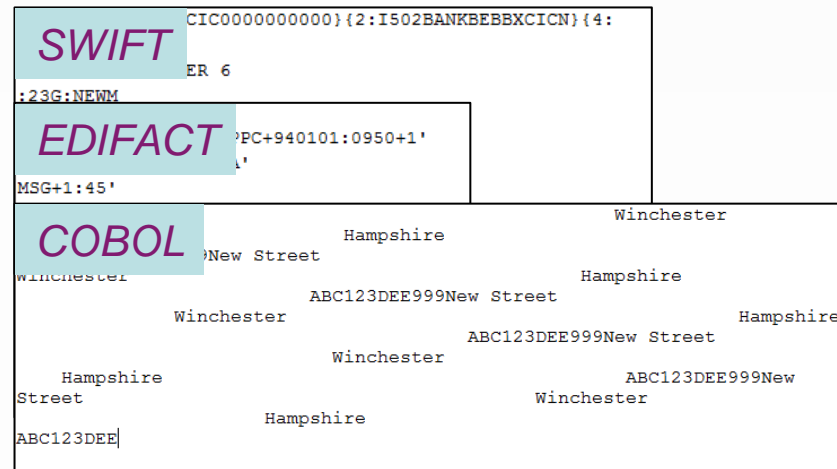 CIC0000000000}{2:I502BANKBEBBXCICN}{4:
SWIFT
ER 6
:23G:NEWM
EDIFACT
PPC+940101:0950+1'
A'
MSG+1:45'
Winchester
COBOL
Hampshire
New Street
Winchester Hampshire
ABC123DEE999New Street
Winchester Hampshire
ABC123DEE999New Street
Winchester
Hampshire ABC123DEE999New
Street Winchester
Hampshire
ABC123DEE